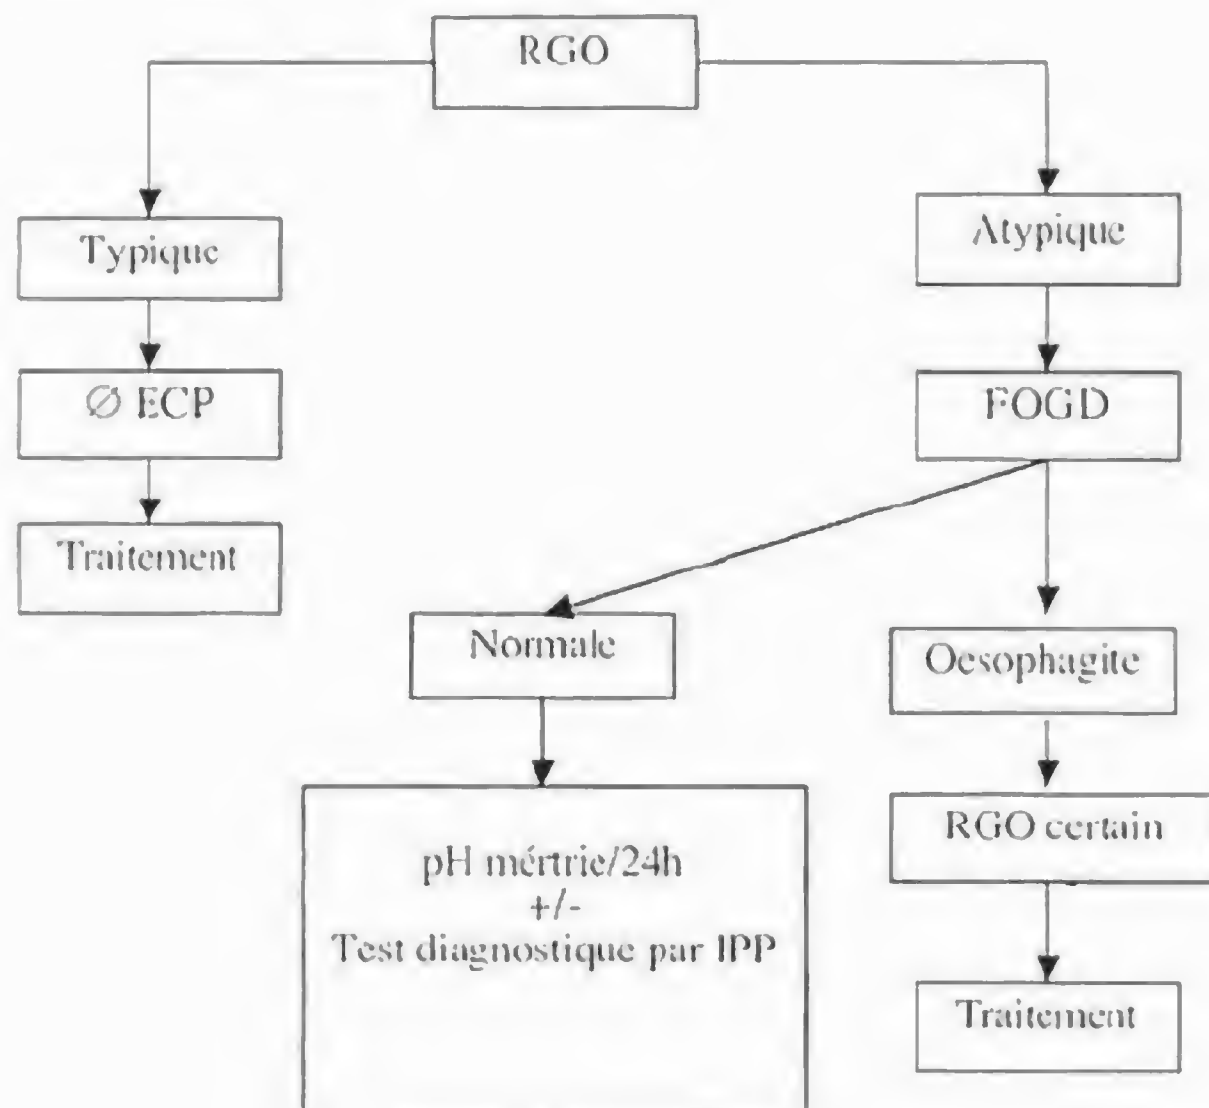 RGO
Typique
Atypique
Ø ECP
FOGD
Traitement
Normale
Oesophagite
pH mértrie/24h
+/-
Test diagnostique par IPP
RGO certain
Traitement